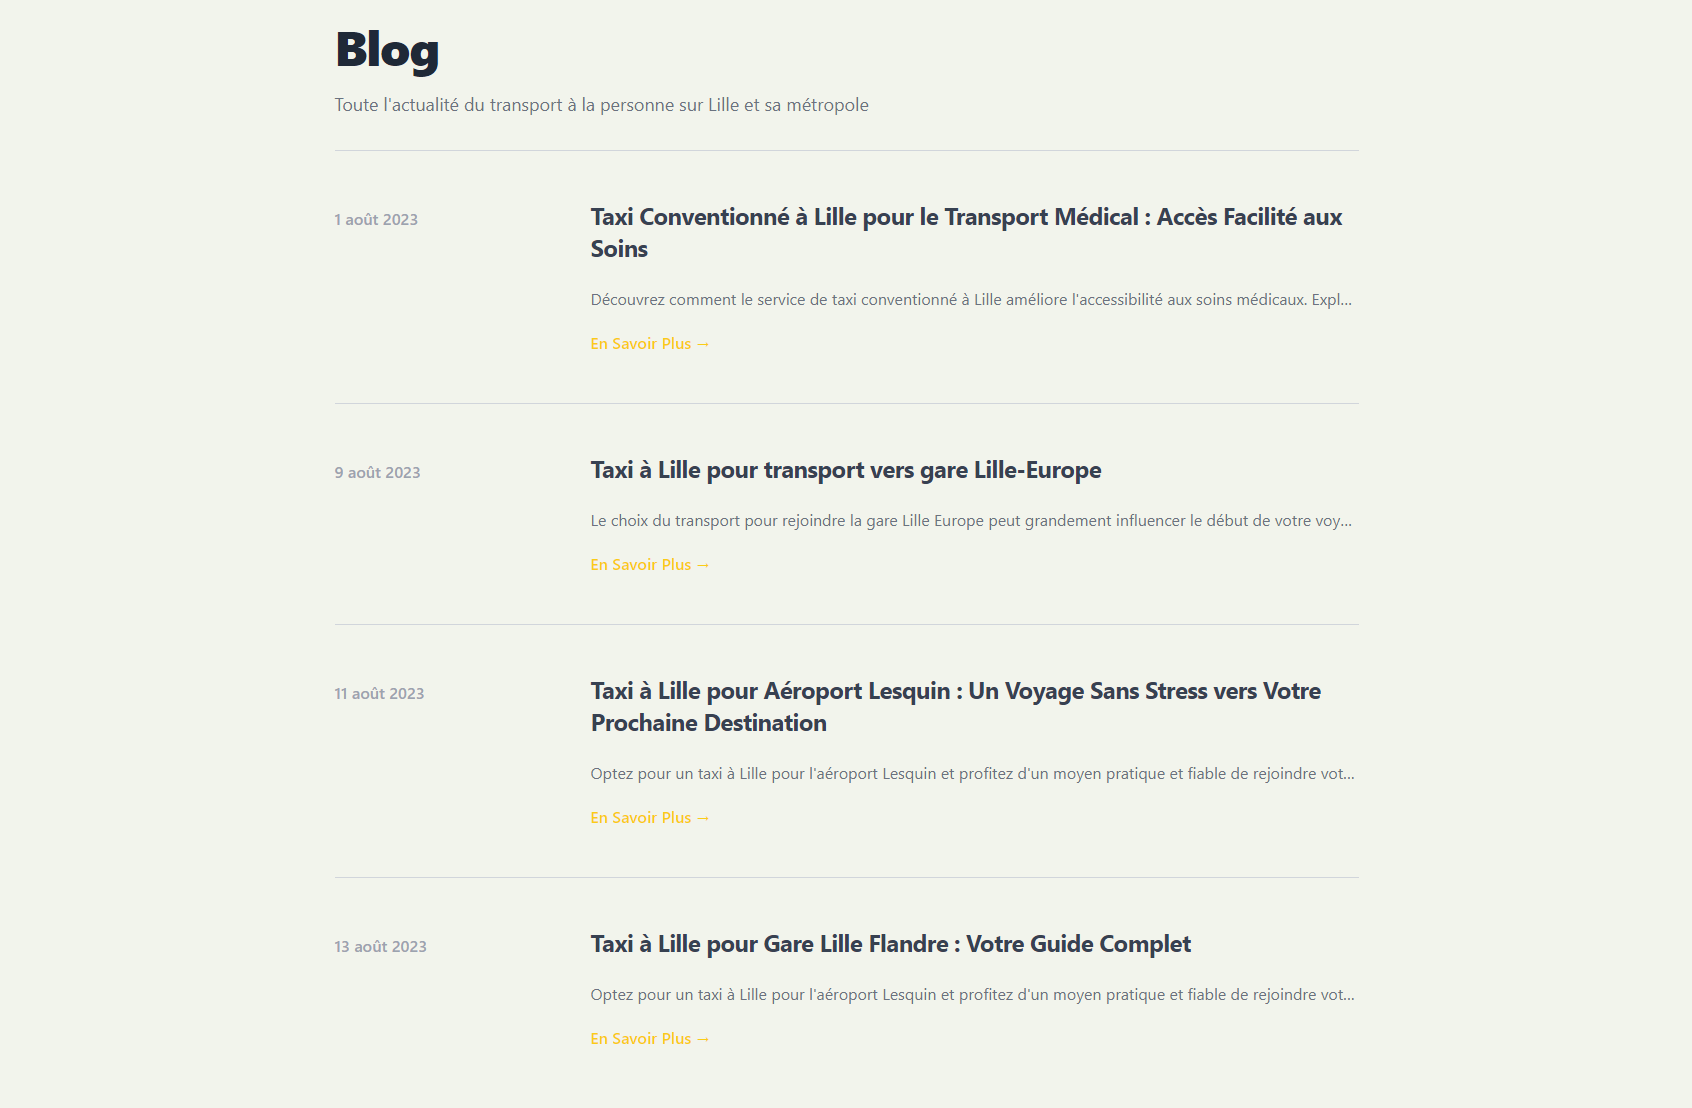 Blog
Toute l'actualité du transport à la personne sur Lille et sa métropole
1 août 2023
Taxi Conventionné à Lille pour le Transport Médical : Accès Facilité aux
Soins
Découvrez comment le service de taxi conventionné à Lille améliore l'accessibilité aux soins médicaux. Expl...
En Savoir Plus →
9 août 2023
Taxi à Lille pour transport vers gare Lille-Europe
Le choix du transport pour rejoindre la gare Lille Europe peut grandement influencer le début de votre voy...
En Savoir Plus →
11 août 2023
Taxi à Lille pour Aéroport Lesquin : Un Voyage Sans Stress vers Votre
Prochaine Destination
Optez pour un taxi à Lille pour l'aéroport Lesquin et profitez d'un moyen pratique et fiable de rejoindre vot...
En Savoir Plus →
13 août 2023
Taxi à Lille pour Gare Lille Flandre : Votre Guide Complet
Optez pour un taxi à Lille pour l'aéroport Lesquin et profitez d'un moyen pratique et fiable de rejoindre vot...
En Savoir Plus →